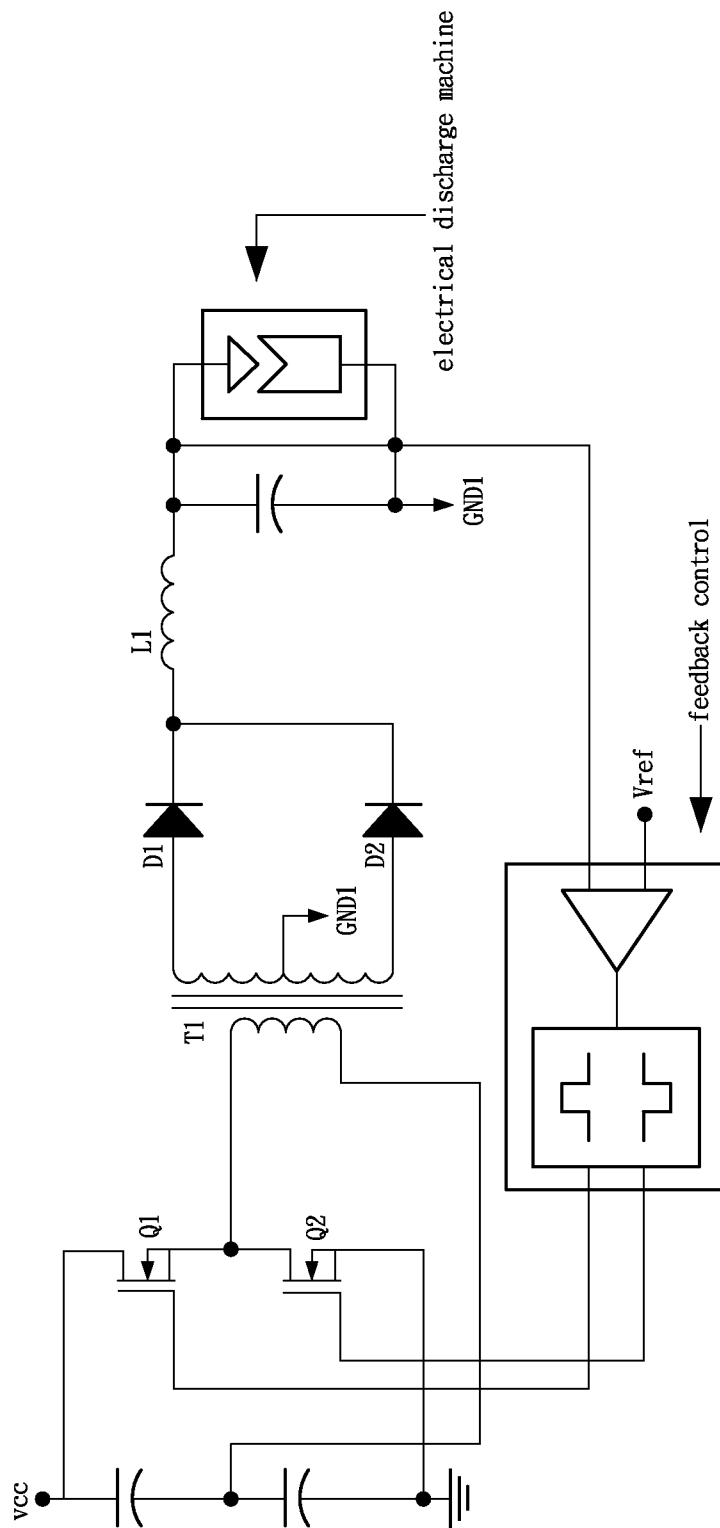 vcc
Q1
Q2
T1
D1
D2
GND1
L1
GND1
electrical discharge machine
Vref
feedback control